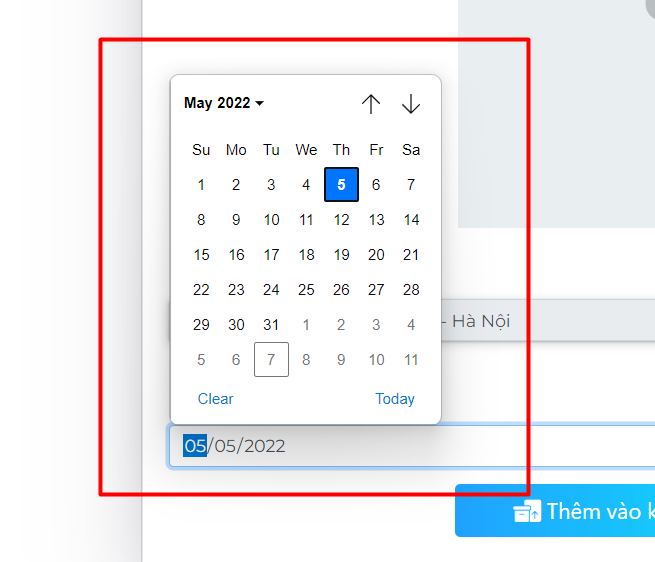 May 2022
Su Mo Tu We Th Fr Sa
1 2 3 4 5 6 7
8 9 10 11 12 13 14
15 16 17 18 19 20 21
22 23 24 25 26 27 28
29 30 31 1 2 3 4
5 6 7 8 9 10 11
Clear Today
- Hà Nội
05/05/2022
Thêm vào